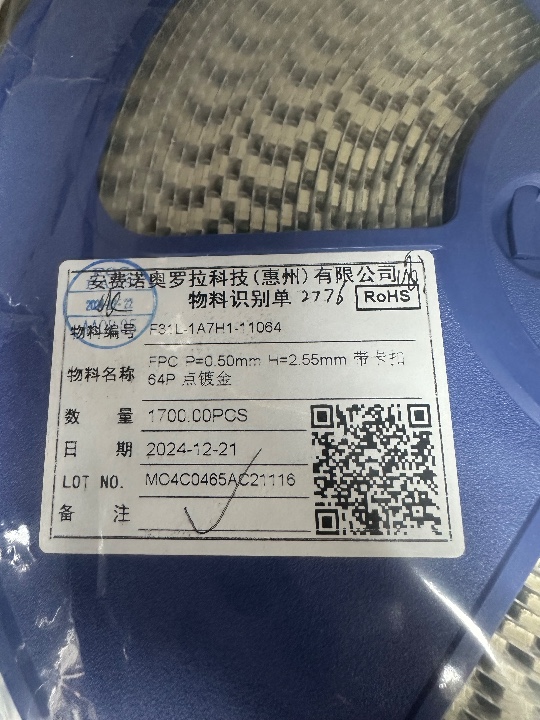 安费诺奥罗拉科技(惠州)有限公司
物料识别单 2776 RoHS
物料编号 F31L-1A7H1-11064
物料名称 FPC P=0.50mm H=2.55mm 带卡扣
64P 点镀金
数 量 1700.00PCS
日 期 2024-12-21
LOT NO. MC4C0465AC21116
备 注